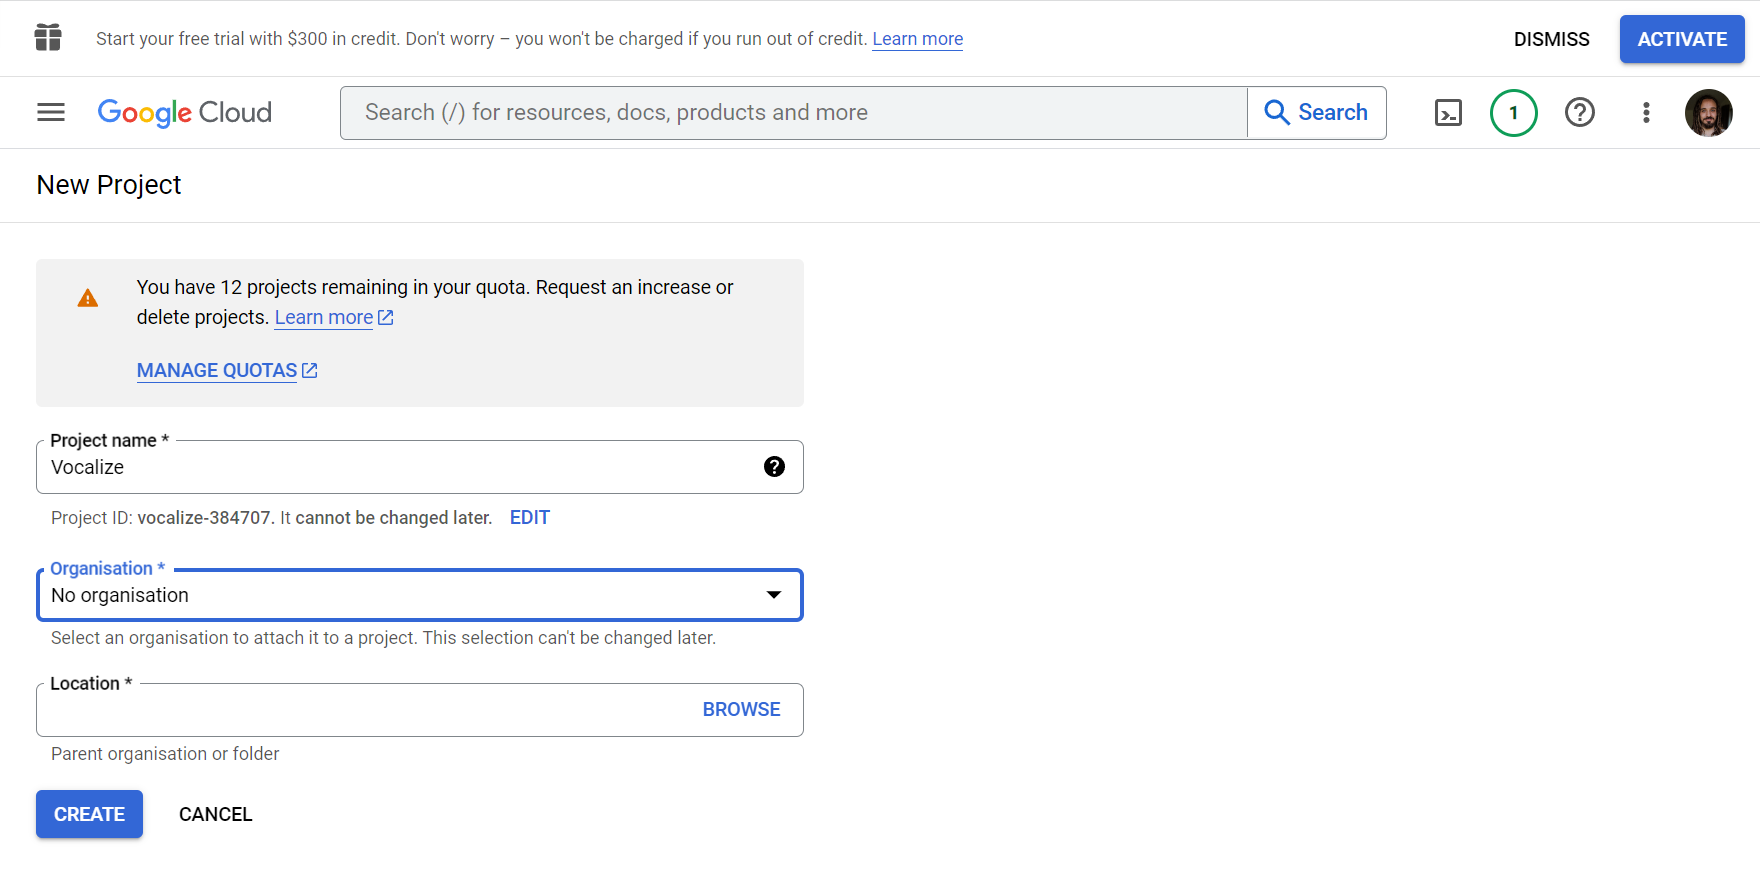 Start your free trial with $300 in credit. Don't worry – you won't be charged if you run out of credit. Learn more
DISMISS
ACTIVATE
Google Cloud
Search (/) for resources, docs, products and more
Search
1
New Project
You have 12 projects remaining in your quota. Request an increase or
delete projects. Learn more
MANAGE QUOTAS
Project name *
Vocalize
Project ID: vocalize-384707. It cannot be changed later. EDIT
Organisation *
No organisation
Select an organisation to attach it to a project. This selection can't be changed later.
Location *
BROWSE
Parent organisation or folder
CREATE
CANCEL